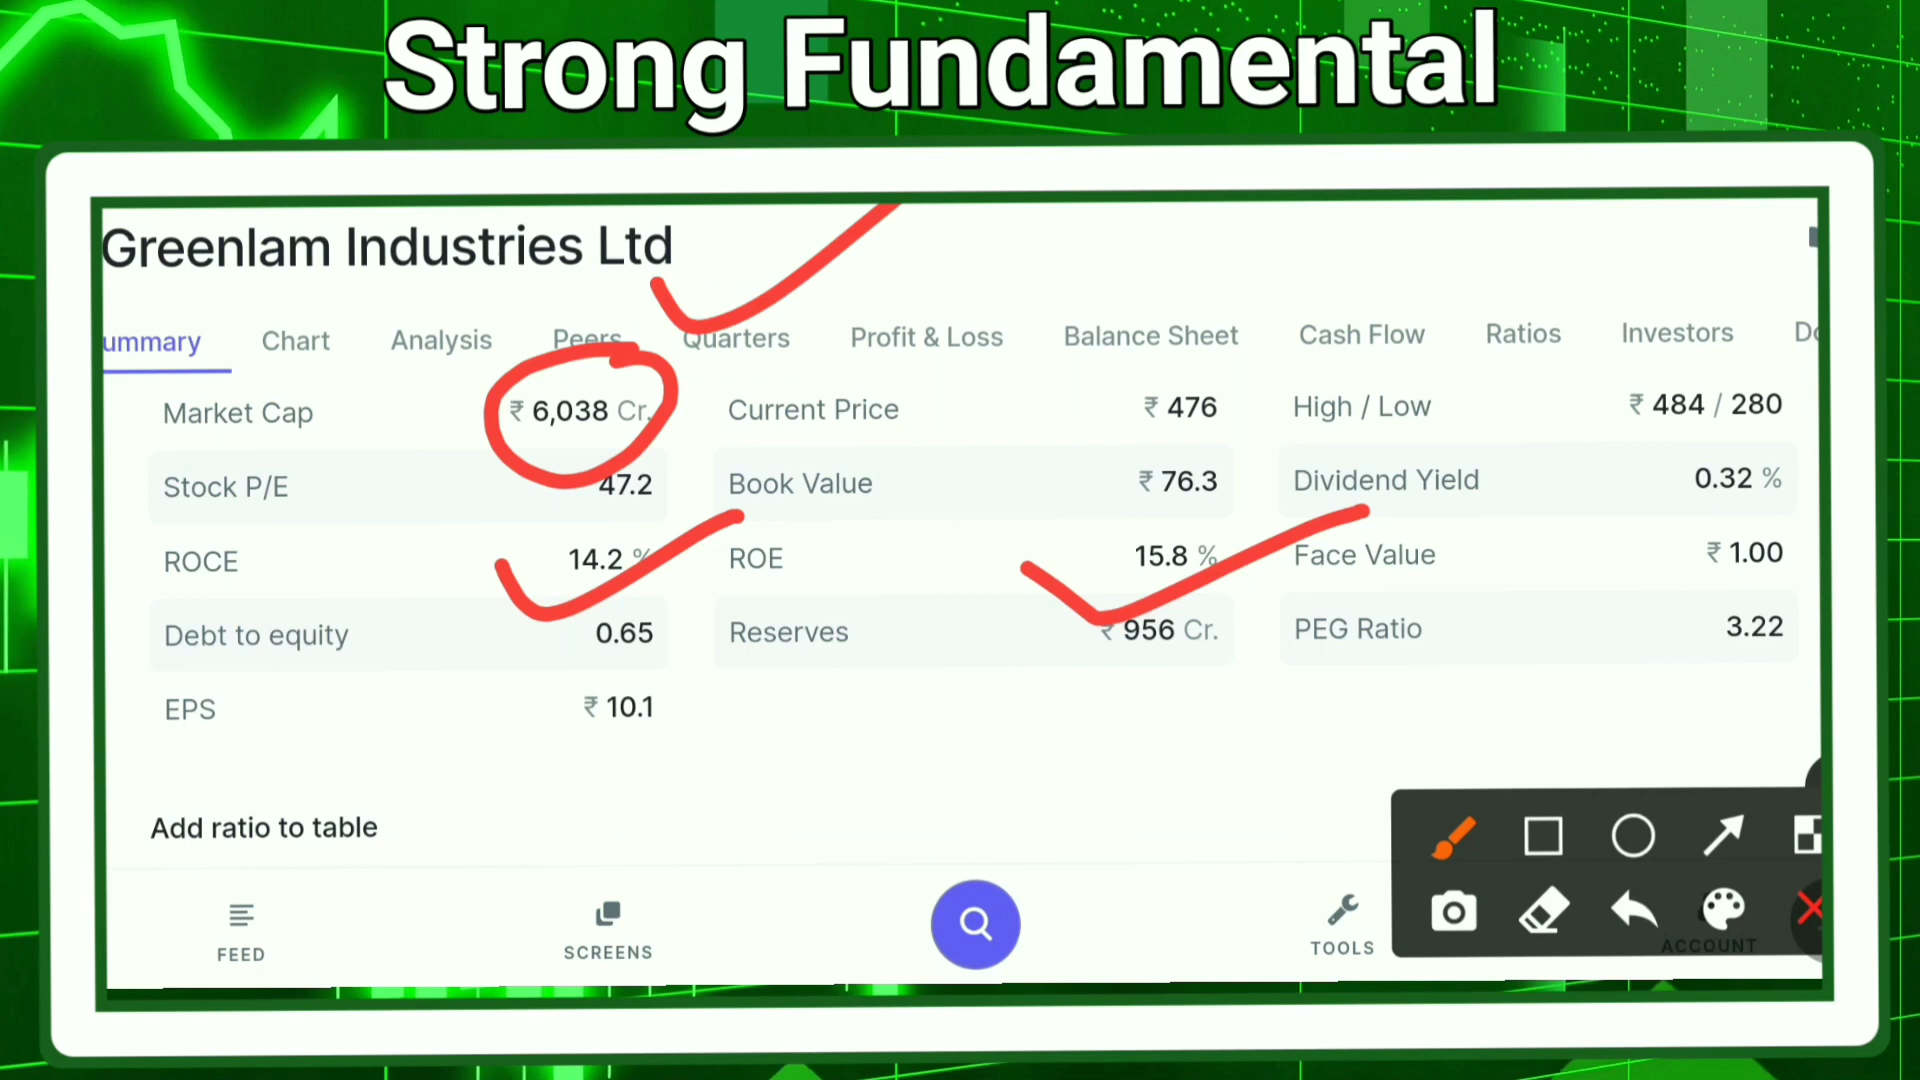 Strong Fundamental
Greenlam Industries Ltd
ummary Chart Analysis Peers Quarters Profit & Loss Balance Sheet Cash Flow Ratios Investors Do
Market Cap ₹ 6,038 Cr. Current Price ₹ 476 High / Low ₹ 484 / 280
Stock P/E 47.2 Book Value ₹ 76.3 Dividend Yield 0.32 %
ROCE 14.2 % ROE 15.8 % Face Value ₹ 1.00
Debt to equity 0.65 Reserves ₹ 956 Cr. PEG Ratio 3.22
EPS ₹ 10.1
Add ratio to table
FEED SCREENS TOOLS ACCOUNT